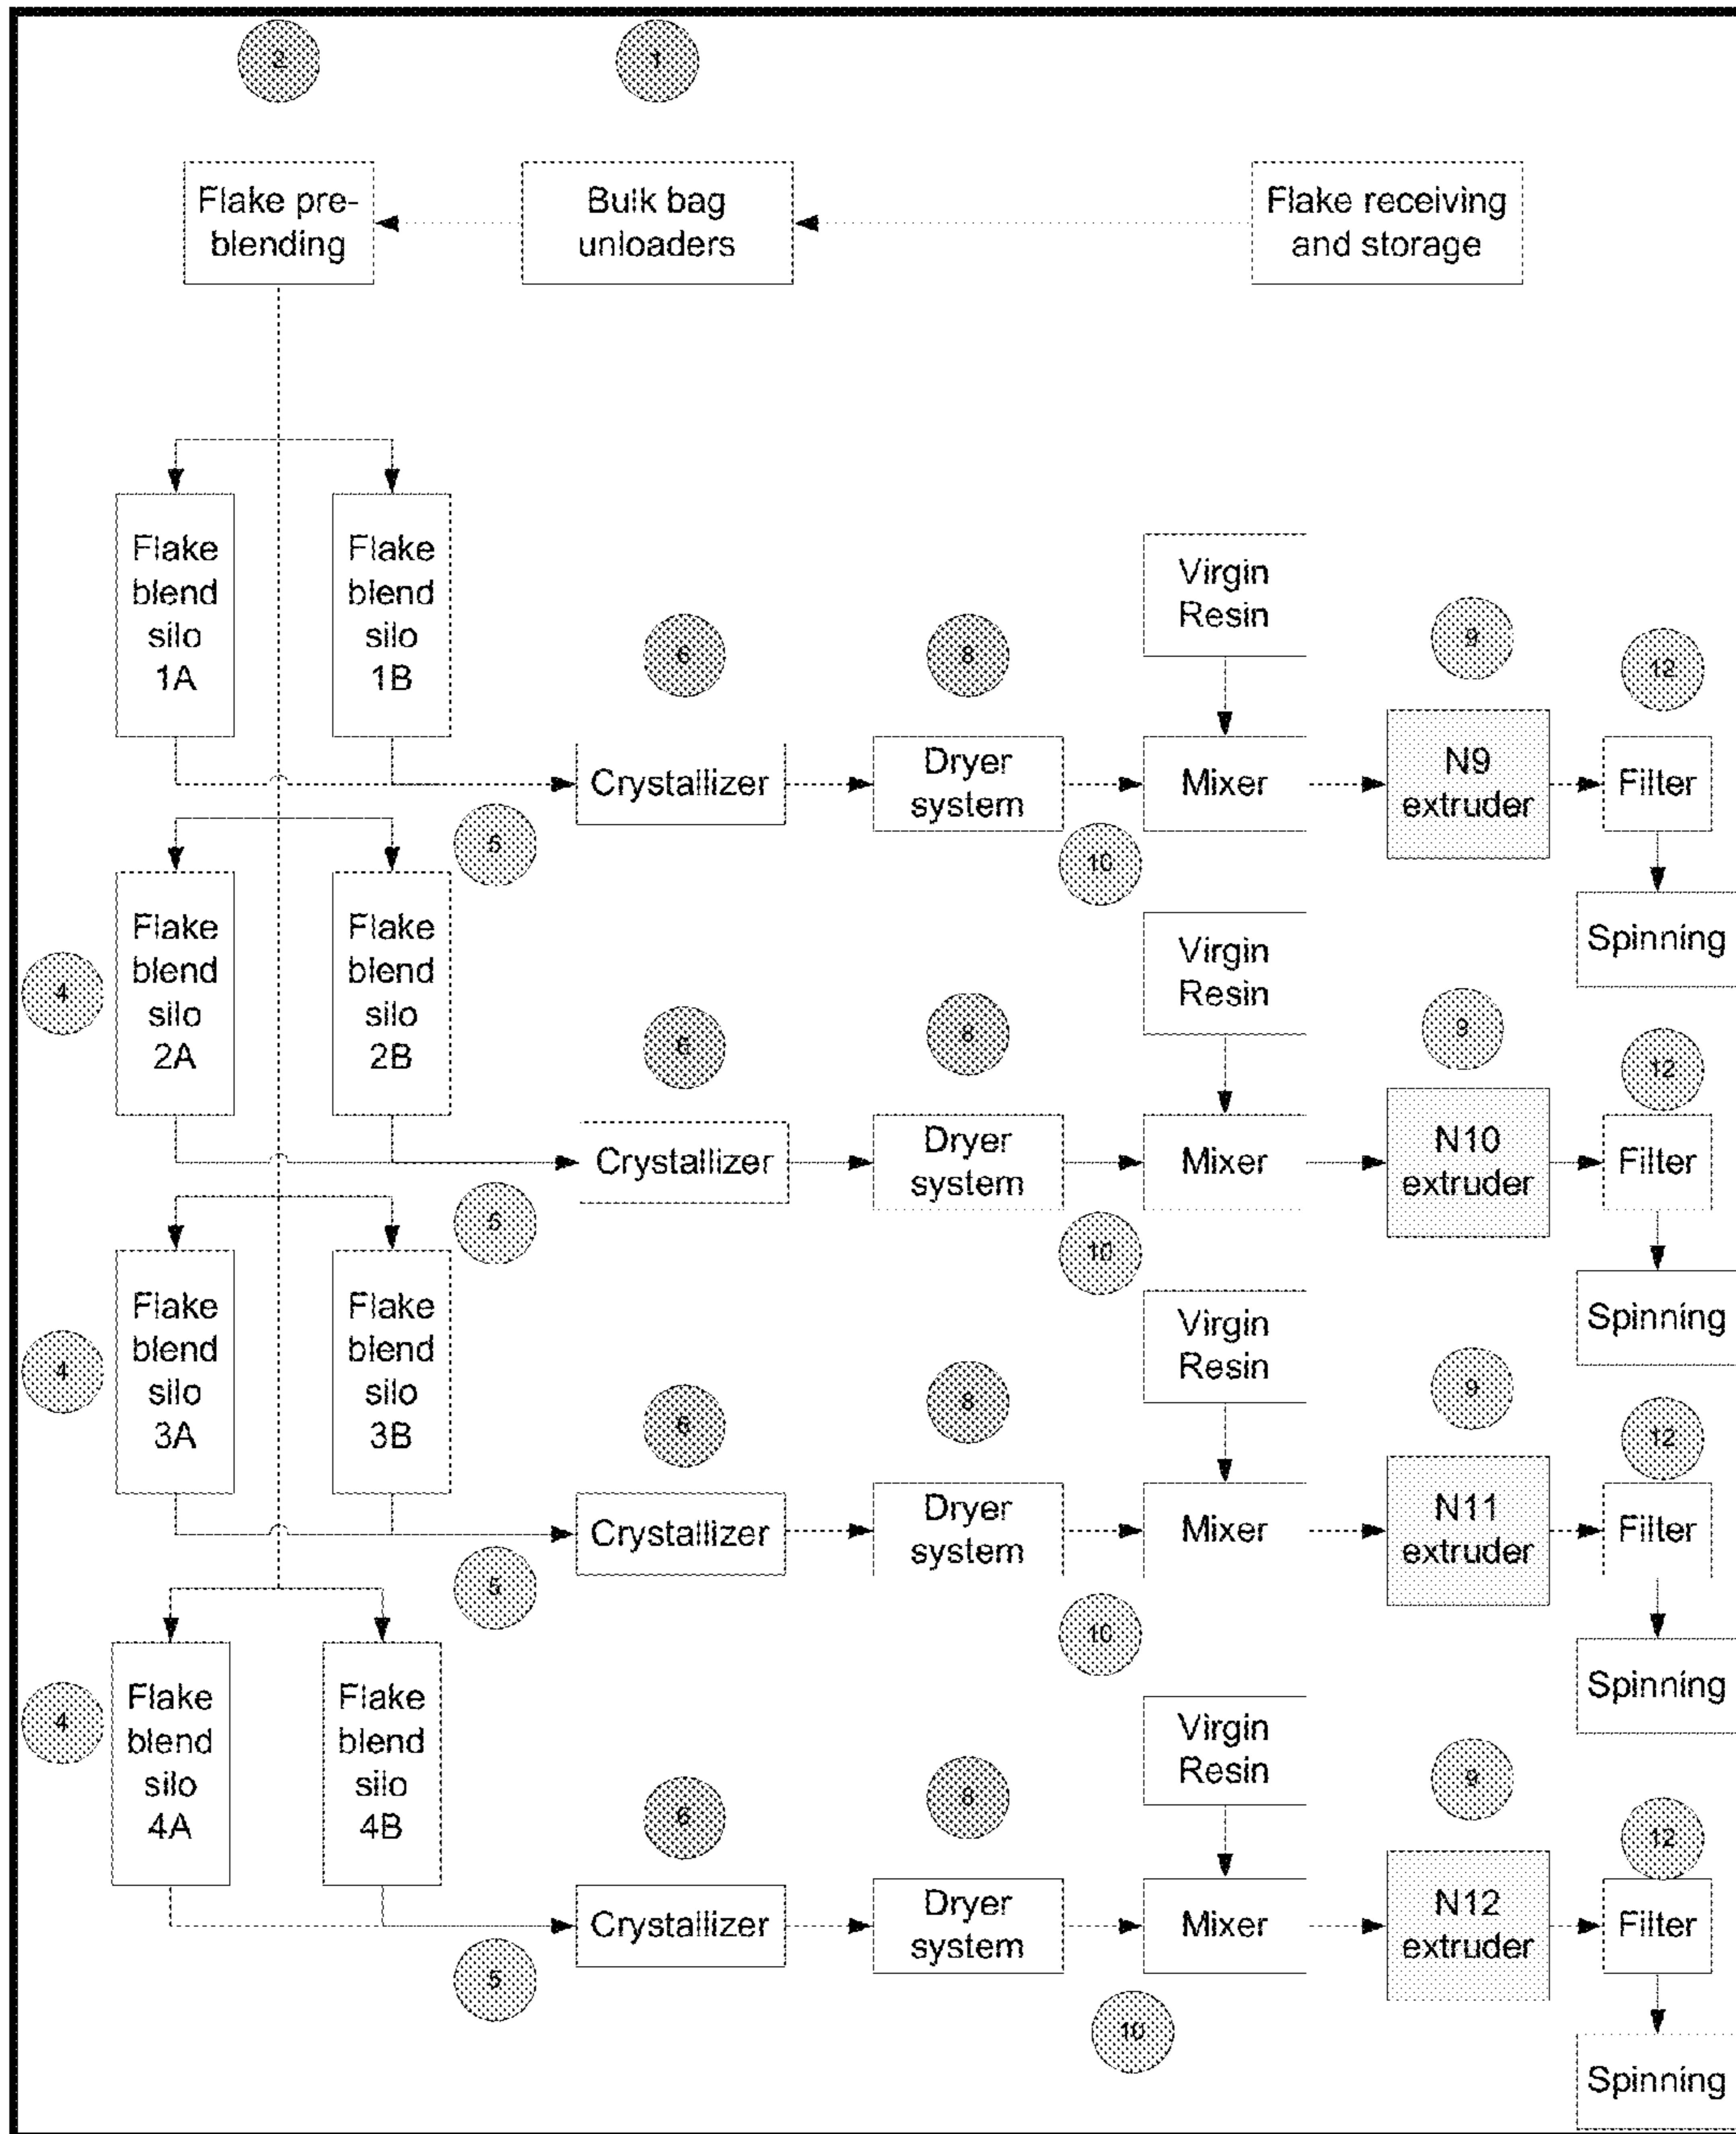 2
1
Flake pre-
blending
Bulk bag
unloaders
Flake receiving
and storage
Flake
blend
silo
1A
Flake
blend
silo
1B
6
8
Virgin
Resin
9
12
Crystallizer
Dryer
system
Mixer
N9
extruder
Filter
5
10
Spinning
4
Flake
blend
silo
2A
Flake
blend
silo
2B
6
8
Virgin
Resin
9
12
Crystallizer
Dryer
system
Mixer
N10
extruder
Filter
5
10
Spinning
4
Flake
blend
silo
3A
Flake
blend
silo
3B
6
8
Virgin
Resin
9
12
Crystallizer
Dryer
system
Mixer
N11
extruder
Filter
5
10
Spinning
4
Flake
blend
silo
4A
Flake
blend
silo
4B
6
8
Virgin
Resin
9
12
Crystallizer
Dryer
system
Mixer
N12
extruder
Filter
5
10
Spinning